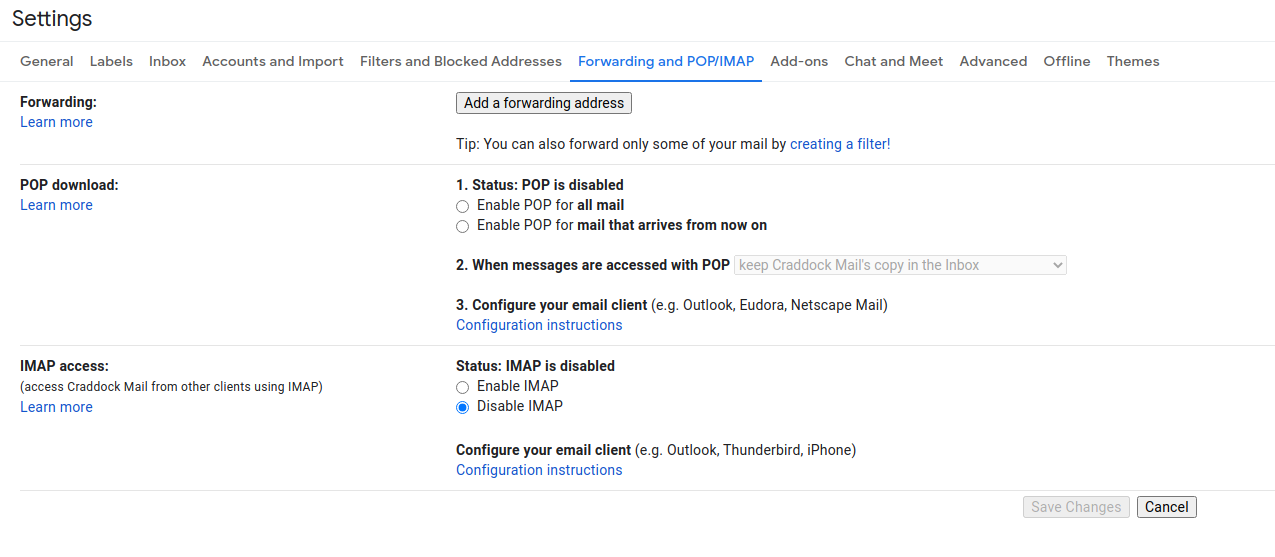 Settings
General Labels Inbox Accounts and Import Filters and Blocked Addresses Forwarding and POP/IMAP Add-ons Chat and Meet Advanced Offline Themes
Forwarding:
Learn more
Add a forwarding address
Tip: You can also forward only some of your mail by creating a filter!
POP download:
Learn more
1. Status: POP is disabled
Enable POP for all mail
Enable POP for mail that arrives from now on
2. When messages are accessed with POP keep Craddock Mail's copy in the Inbox
3. Configure your email client (e.g. Outlook, Eudora, Netscape Mail)
Configuration instructions
IMAP access:
(access Craddock Mail from other clients using IMAP)
Learn more
Status: IMAP is disabled
Enable IMAP
Disable IMAP
Configure your email client (e.g. Outlook, Thunderbird, iPhone)
Configuration instructions
Save Changes Cancel